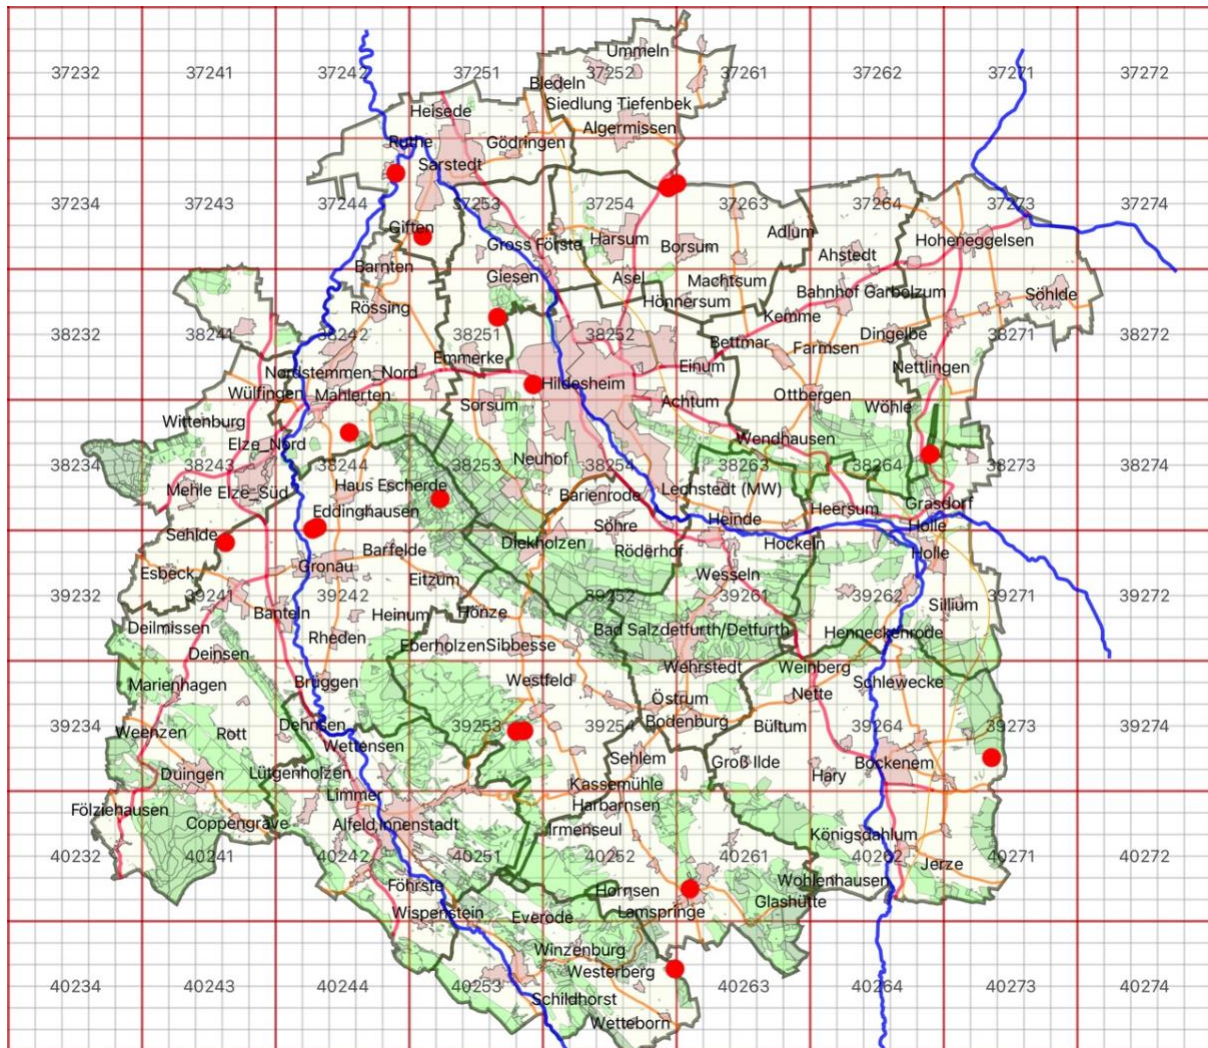 Ummeln
37232 37241 37242 37251 37252 37261 37262 37271 37272
Bledeln
Siedlung Tiefenbek
Heisede
Algermissen
Ruthe
Gödringen
Sarstedt
37234 37243 37244 37253 37254 37263 37264 37273 37274
Giften
Adlum
Gross Förste
Harsum
Borsum
Hoheneggelsen
Ahstedt
Barnten
Giesen
Asel
Machtsum
Bahnhof Garbolzum
Söhlde
Hönnersum
Rössing
Kemme
38241 38242 38251 38252 38271 38272
38232
Dingelbe
Bettmar
Farmsen
Emmerke
Einum
Nettlingen
Nordstemmen_Nord
Hildesheim
Wülfingen
Mahlerten
Ottbergen
Sorsum
Achtum
Wöhle
Wittenburg
Wendhausen
Elze_Nord
Neuhof
38234 38243 38244 38253 38254 38263 38264 38273 38274
Haus Escherde
Mehle
Elze_Süd
Barienrode
Lechstedt (MW)
Grasdorf
Eddinghausen
Heersum
Heinde
Söhre
Holle
Sehlde
Diekholzen
Hockeln
Barfelde
Röderhof
Holle
Gronau
Esbeck
Eitzum
Wesseln
39232 39241 39242 39252 39261 39262 39271 39272
Sillium
Banteln
Heinum
Hönze
Deilmissen
Rheden
Bad Salzdetfurth/Detfurth
Henneckenrode
Eberholzen
Sibbesse
Deinsen
Wehrstedt
Weinberg
Marienhagen
Brüggen
Westfeld
Schlewecke
Nette
Östrum
Bodenburg
Bültum
Dehnsen
39234 39253 39254 39264 39273 39274
Weenzen
Rott
Wettensen
Sehlem
Groß Ilde
Bockenem
Duingen
Lütgenholzen
Hary
Kassemühle
Limmer
Harbarnsen
Fölziehausen
Coppengrave
Alfeld,Innenstadt
Irmenseul
Königsdahlum
40232 40241 40242 40251 40252 40261 40262 40271 40272
Jerze
Föhrste
Hornsen
Wohlenhausen
Glashütte
Wispenstein
Everode
Lamspringe
Winzenburg
Westerberg
40234 40243 40244 40253 40263 40264 40273 40274
Schildhorst
Wetteborn